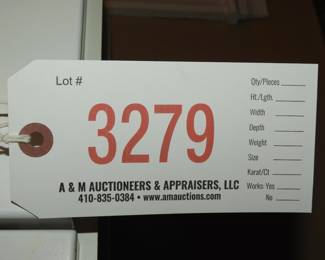 Lot #
3279
A & M AUCTIONEERS & APPRAISERS, LLC
410-835-0384 • www.amauctions.com
Qty/Pieces
Ht./Lgth.
Width
Depth
Weight
Size
Karat/Ct
Works: Yes
No